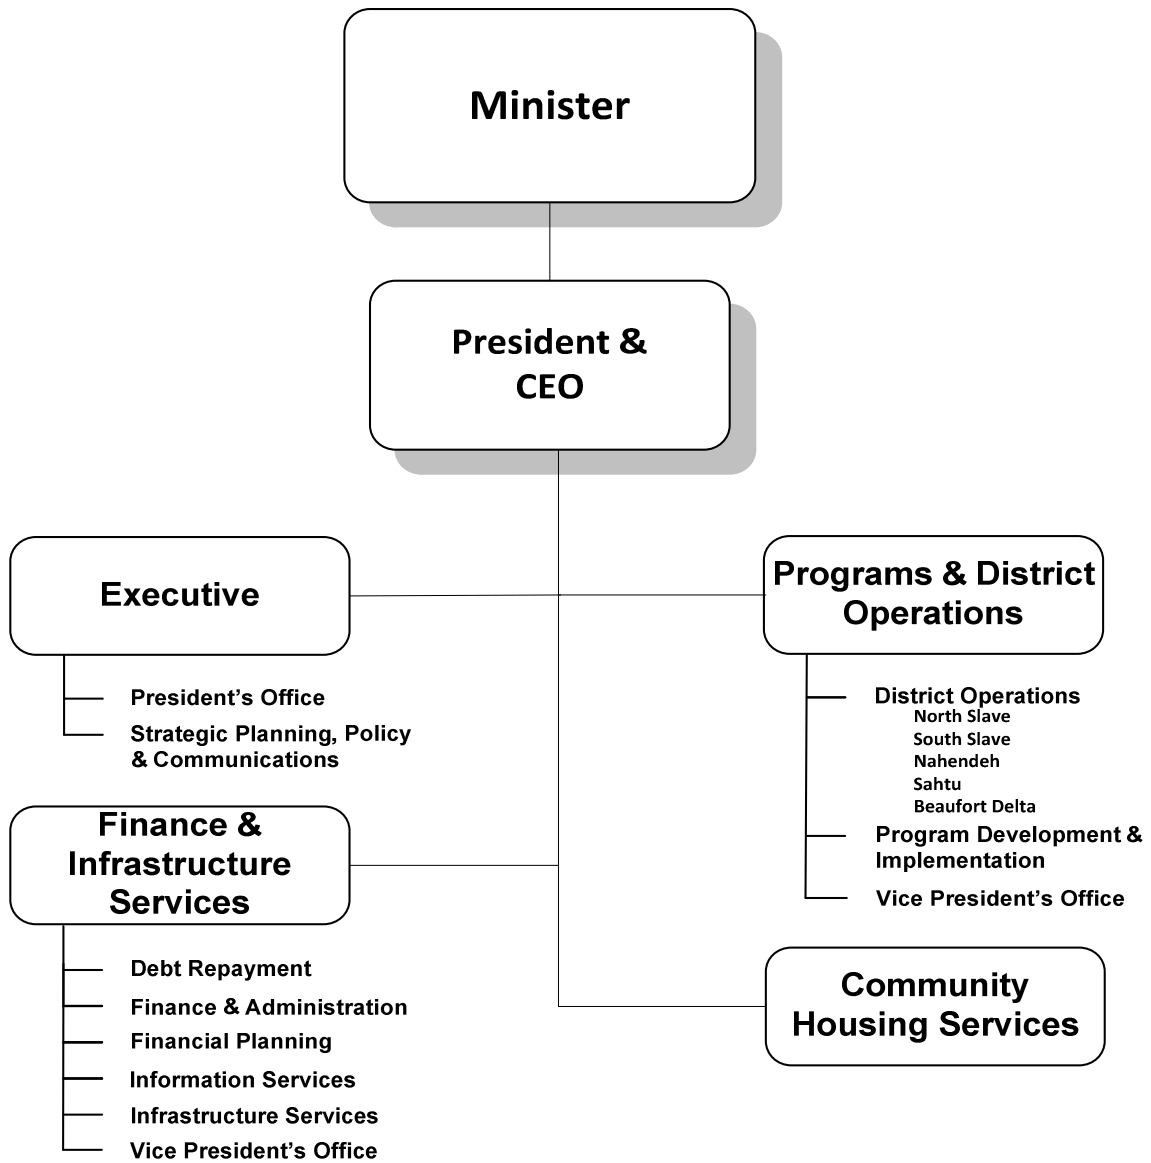 Minister
President &
CEO
Executive
President’s Office
Strategic Planning, Policy
& Communications
Programs & District
Operations
District Operations
North Slave
South Slave
Nahendeh
Sahtu
Beaufort Delta
Program Development &
Implementation
Vice President’s Office
Finance &
Infrastructure
Services
Debt Repayment
Finance & Administration
Financial Planning
Information Services
Infrastructure Services
Vice President’s Office
Community
Housing Services